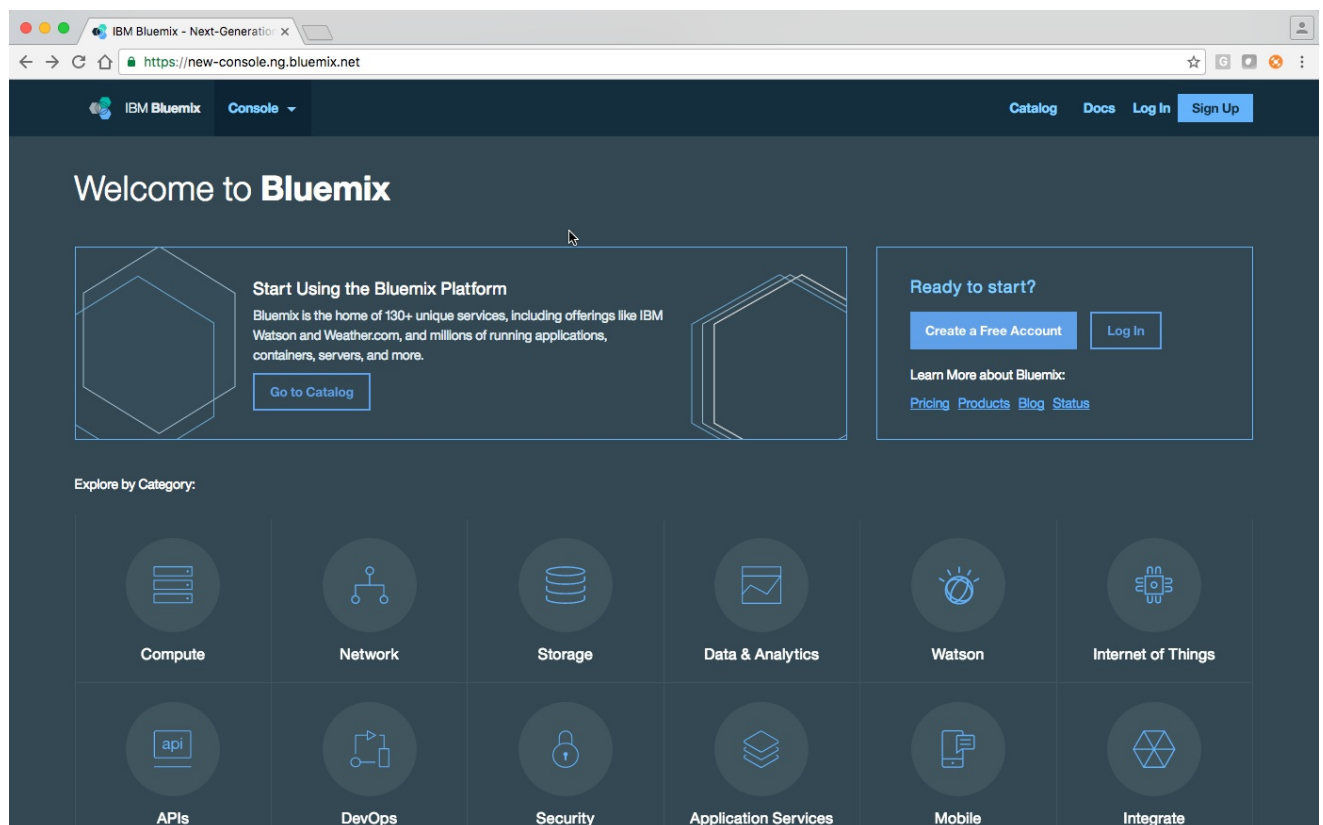 IBM Bluemix - Next-Generation
https://new-console.ng.bluemix.net
IBM Bluemix Console Catalog Docs Log In Sign Up
Welcome to Bluemix
Start Using the Bluemix Platform
Bluemix is the home of 130+ unique services, including offerings like IBM
Watson and Weather.com, and millions of running applications,
containers, servers, and more.
Go to Catalog
Ready to start?
Create a Free Account Log In
Learn More about Bluemix:
Pricing Products Blog Status
Explore by Category:
Compute Network Storage Data & Analytics Watson Internet of Things
api
APIs DevOps Security Application Services Mobile Integrate